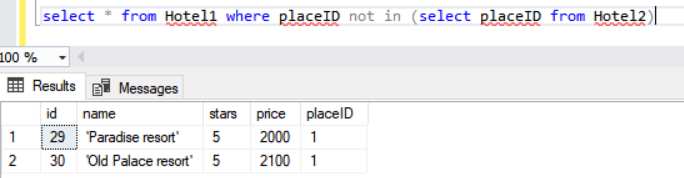 select * from Hotel1 where placeID not in (select placeID from Hotel2)
100 %
Results Messages
id name stars price placeID
1 29 'Paradise resort' 5 2000 1
2 30 'Old Palace resort' 5 2100 1